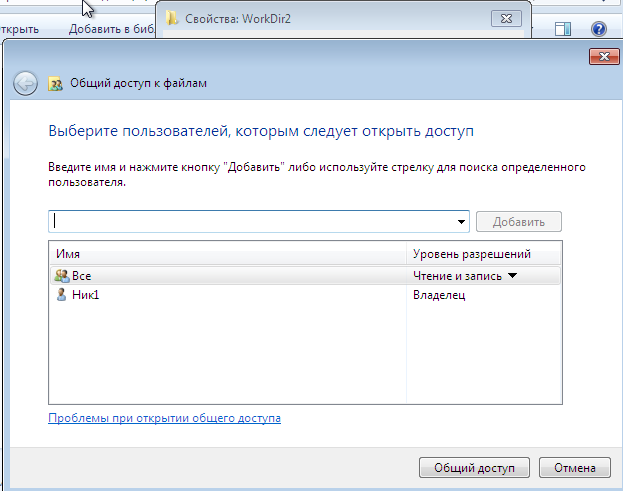 Свойства: WorkDir2
ткрыть Добавить в биб
Общий доступ к файлам
Выберите пользователей, которым следует открыть доступ
Введите имя и нажмите кнопку "Добавить" либо используйте стрелку для поиска определенного
пользователя.
Добавить
Имя Уровень разрешений
Все Чтение и запись
Ник1 Владелец
Проблемы при открытии общего доступа
Общий доступ Отмена